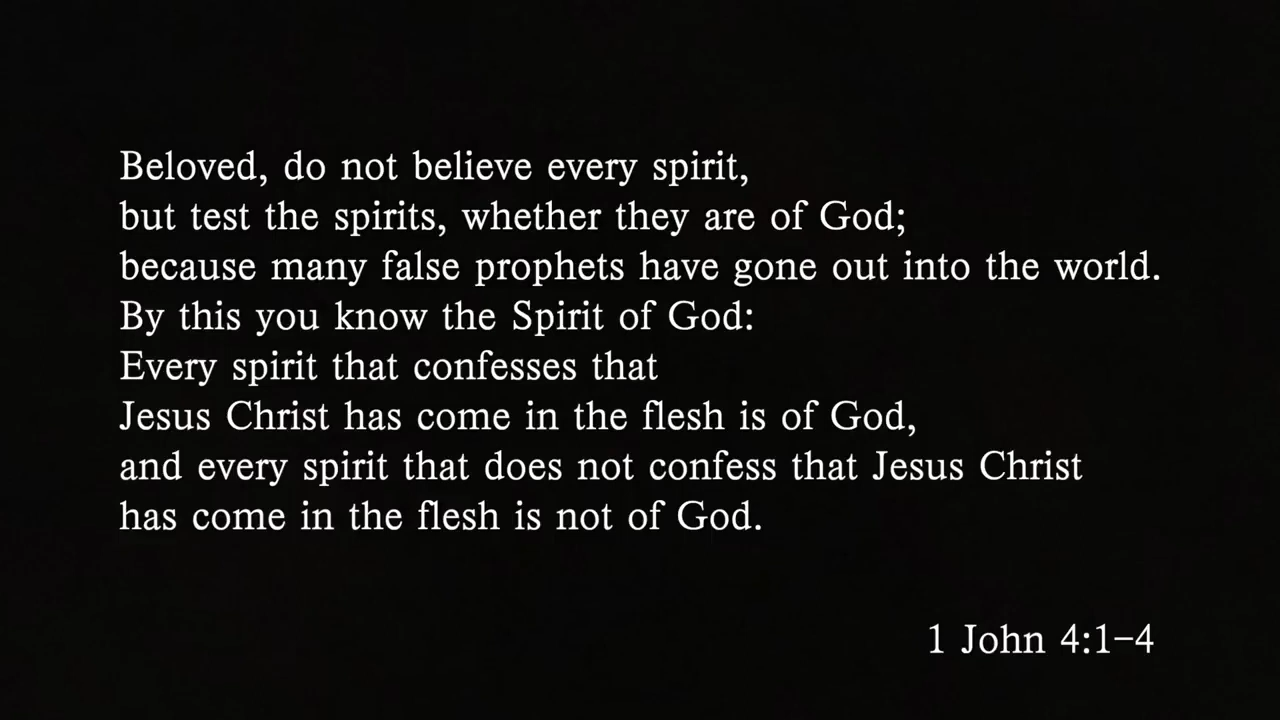 Beloved, do not believe every spirit,
but test the spirits, whether they are of God;
because many false prophets have gone out into the world.
By this you know the Spirit of God:
Every spirit that confesses that
Jesus Christ has come in the flesh is of God,
and every spirit that does not confess that Jesus Christ
has come in the flesh is not of God.
1 John 4:1–4